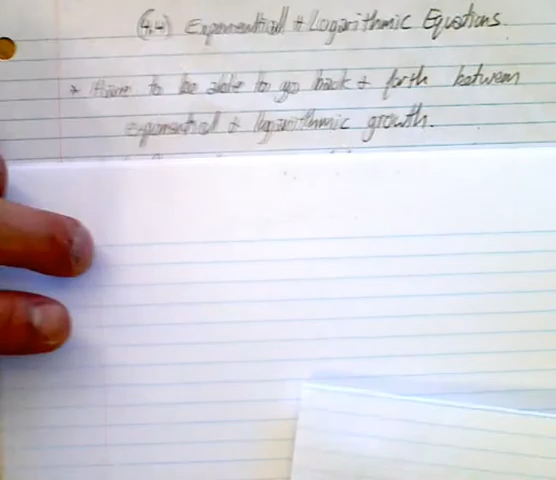 (4.4) Exponential + Logarithmic Equations.
* Have to be able to go back + forth between
exponential + logarithmic growth.